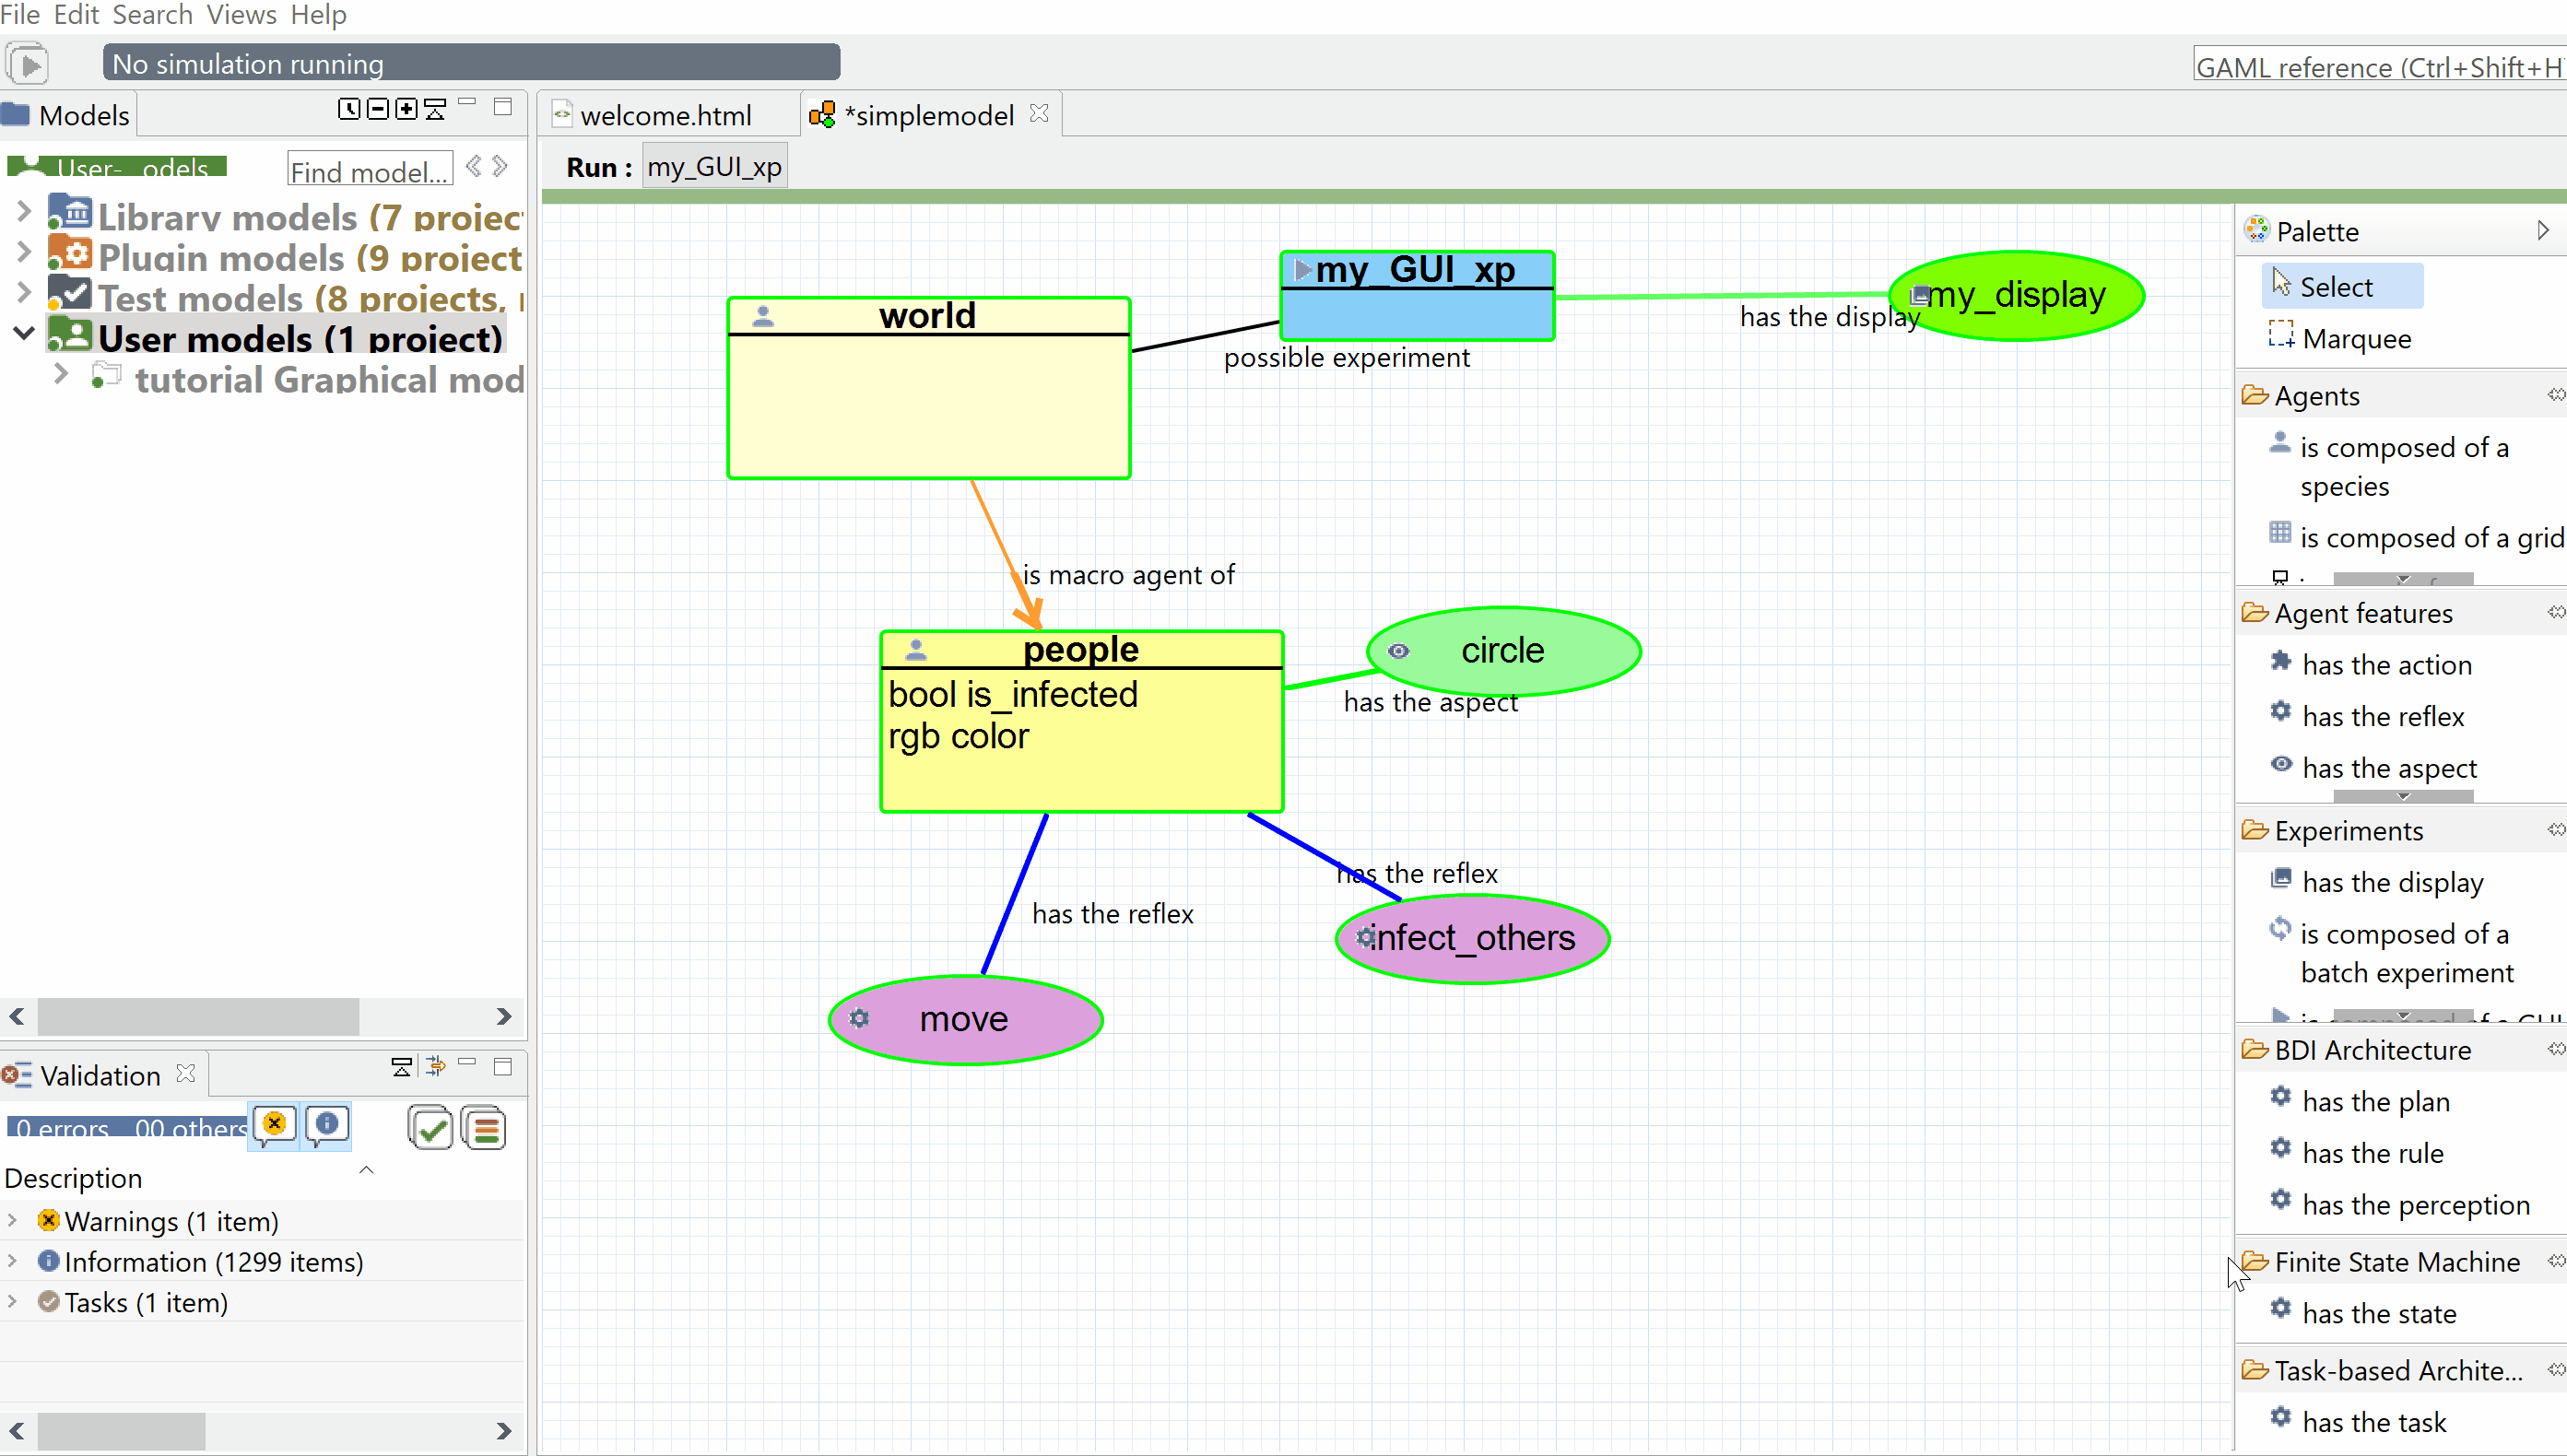 File Edit Search Views Help
No simulation running
GAML reference (Ctrl+Shift+H
Models
User- odels
Find model...
Library models (7 projec
Plugin models (9 project
Test models (8 projects,
User models (1 project)
tutorial Graphical mod
welcome.html
*simplemodel
Run : my_GUI_xp
world
my_GUI_xp
my_display
has the display
possible experiment
is macro agent of
people
bool is_infected
rgb color
circle
has the aspect
has the reflex
has the reflex
infect_others
move
Palette
Select
Marquee
Agents
is composed of a
species
is composed of a grid
Agent features
has the action
has the reflex
has the aspect
Experiments
has the display
is composed of a
batch experiment
is composed of a GUI
BDI Architecture
has the plan
has the rule
has the perception
Finite State Machine
has the state
Task-based Archite...
has the task
Validation
0 errors 00 others
Description
Warnings (1 item)
Information (1299 items)
Tasks (1 item)